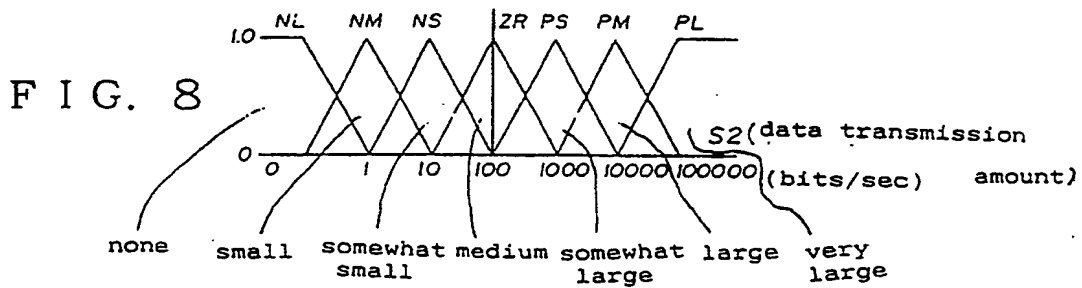 NL NM NS ZR PS PM PL
1.0
FIG. 8
S2 (data transmission
0
0 1 10 100 1000 10000 100000 (bits/sec) amount)
none small somewhat medium somewhat large very
small large large